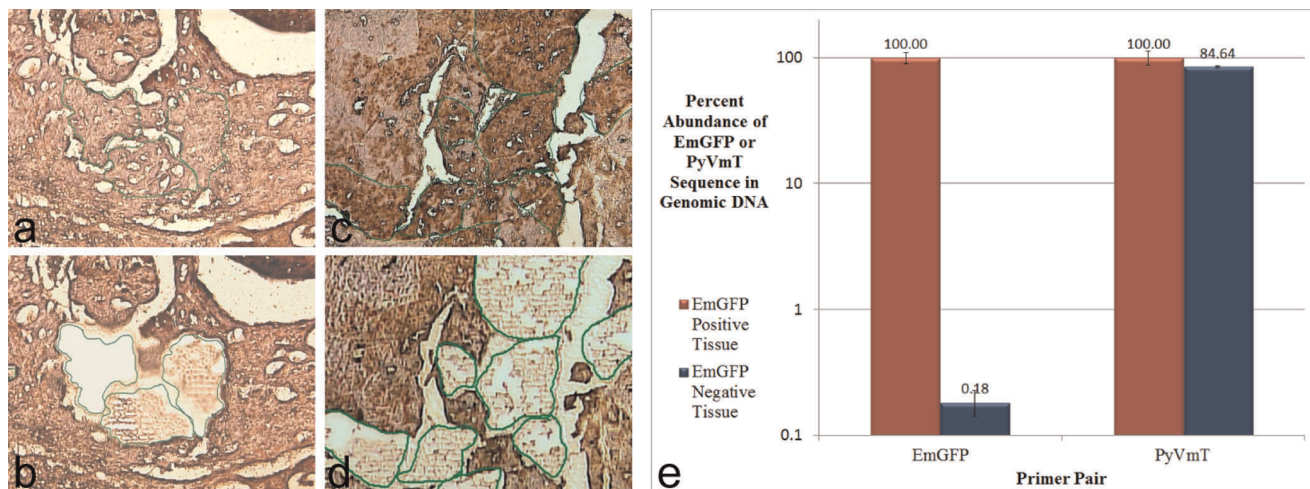 a
b
c
d
e
Percent
Abundance of
EmGFP or
PyVmT
Sequence in
Genomic DNA
100
10
1
0.1
100.00
0.18
100.00
84.64
EmGFP
Positive
Tissue
EmGFP
Negative
Tissue
EmGFP
PyVmT
Primer Pair